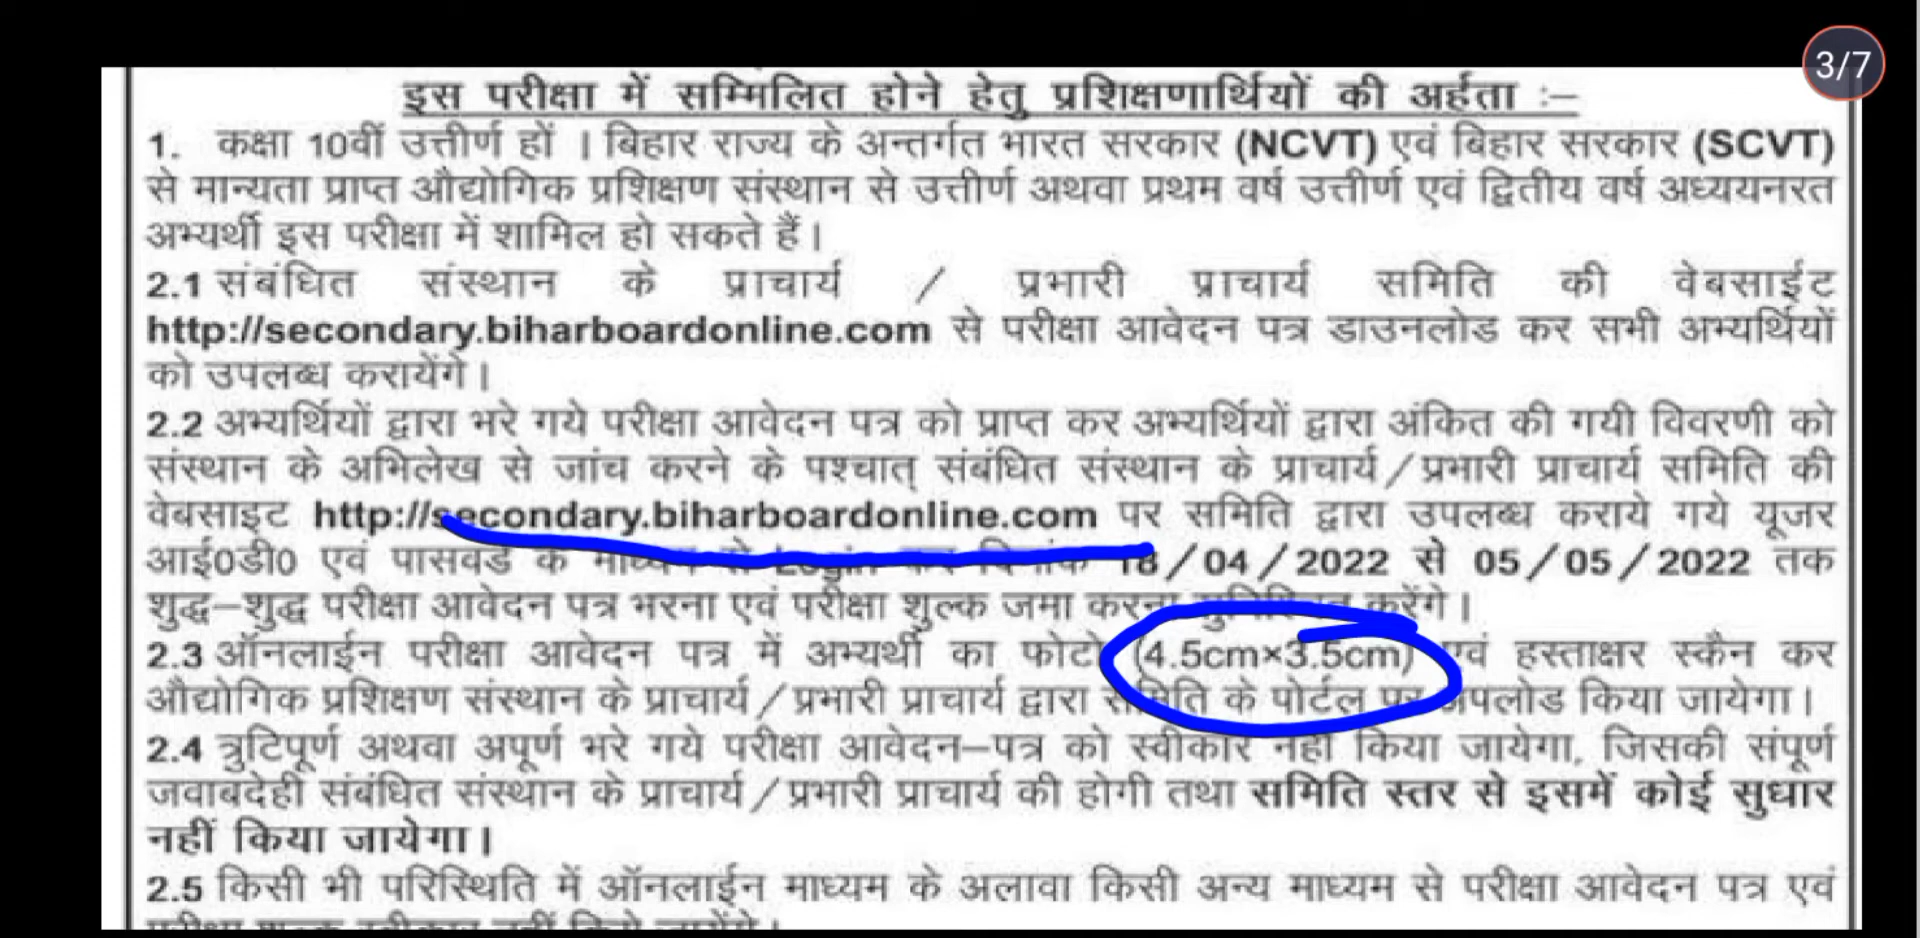 3/7
इस परीक्षा में सम्मिलित होने हेतु प्रशिक्षणार्थियों की अर्हता :–
1. कक्षा 10वीं उत्तीर्ण हों । बिहार राज्य के अन्तर्गत भारत सरकार (NCVT) एवं बिहार सरकार (SCVT)
से मान्यता प्राप्त औद्योगिक प्रशिक्षण संस्थान से उत्तीर्ण अथवा प्रथम वर्ष उत्तीर्ण एवं द्वितीय वर्ष अध्ययनरत
अभ्यर्थी इस परीक्षा में शामिल हो सकते हैं।
2.1 संबंधित संस्थान के प्राचार्य / प्रभारी प्राचार्य समिति की वेबसाईट
http://secondary.biharboardonline.com से परीक्षा आवेदन पत्र डाउनलोड कर सभी अभ्यर्थियों
को उपलब्ध करायेंगे।
2.2 अभ्यर्थियों द्वारा भरे गये परीक्षा आवेदन पत्र को प्राप्त कर अभ्यर्थियों द्वारा अंकित की गयी विवरणी को
संस्थान के अभिलेख से जांच करने के पश्चात् संबंधित संस्थान के प्राचार्य/प्रभारी प्राचार्य समिति की
वेबसाइट http://secondary.biharboardonline.com पर समिति द्वारा उपलब्ध कराये गये यूजर
आई0डी0 एवं पासवर्ड के माध्यम से Login कर दिनांक 18/04/2022 से 05/05/2022 तक
शुद्ध–शुद्ध परीक्षा आवेदन पत्र भरना एवं परीक्षा शुल्क जमा करना सुनिश्चित करेंगे।
2.3 ऑनलाईन परीक्षा आवेदन पत्र में अभ्यर्थी का फोटो (4.5cm×3.5cm) एवं हस्ताक्षर स्कैन कर
औद्योगिक प्रशिक्षण संस्थान के प्राचार्य/प्रभारी प्राचार्य द्वारा समिति के पोर्टल पर अपलोड किया जायेगा।
2.4 त्रुटिपूर्ण अथवा अपूर्ण भरे गये परीक्षा आवेदन–पत्र को स्वीकार नहीं किया जायेगा, जिसकी संपूर्ण
जवाबदेही संबंधित संस्थान के प्राचार्य/प्रभारी प्राचार्य की होगी तथा समिति स्तर से इसमें कोई सुधार
नहीं किया जायेगा।
2.5 किसी भी परिस्थिति में ऑनलाईन माध्यम के अलावा किसी अन्य माध्यम से परीक्षा आवेदन पत्र एवं